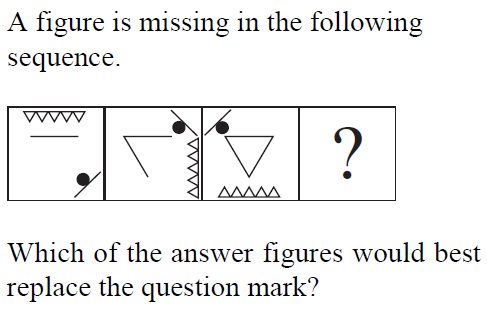 A figure is missing in the following
sequence.
?
Which of the answer figures would best
replace the question mark?